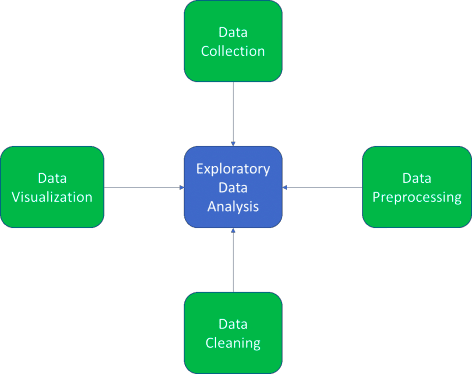 Data
Collection
Data
Visualization
Exploratory
Data
Analysis
Data
Preprocessing
Data
Cleaning